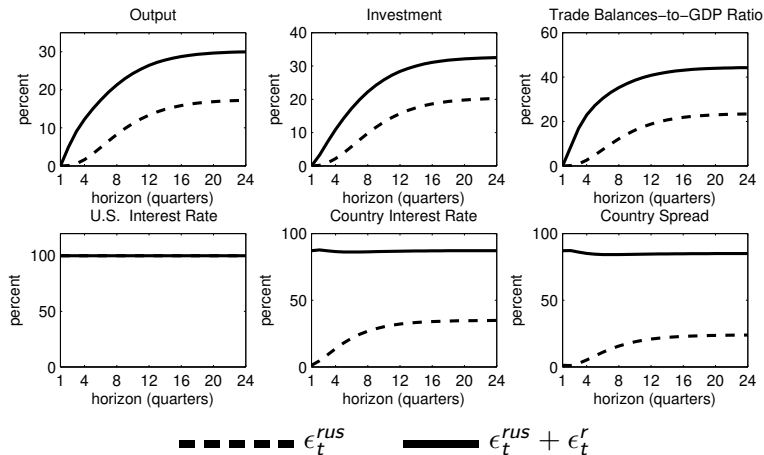 Output
Investment
Trade Balances−to−GDP Ratio
30
20
10
0
percent
1 4 8 12 16 20 24
horizon (quarters)
40
30
20
10
0
percent
1 4 8 12 16 20 24
horizon (quarters)
60
40
20
0
percent
1 4 8 12 16 20 24
horizon (quarters)
U.S. Interest Rate
Country Interest Rate
Country Spread
100
50
0
percent
1 4 8 12 16 20 24
horizon (quarters)
100
50
0
percent
1 4 8 12 16 20 24
horizon (quarters)
100
50
0
percent
1 4 8 12 16 20 24
horizon (quarters)
ϵ_t^{rus}
ϵ_t^{rus} + ϵ_t^r